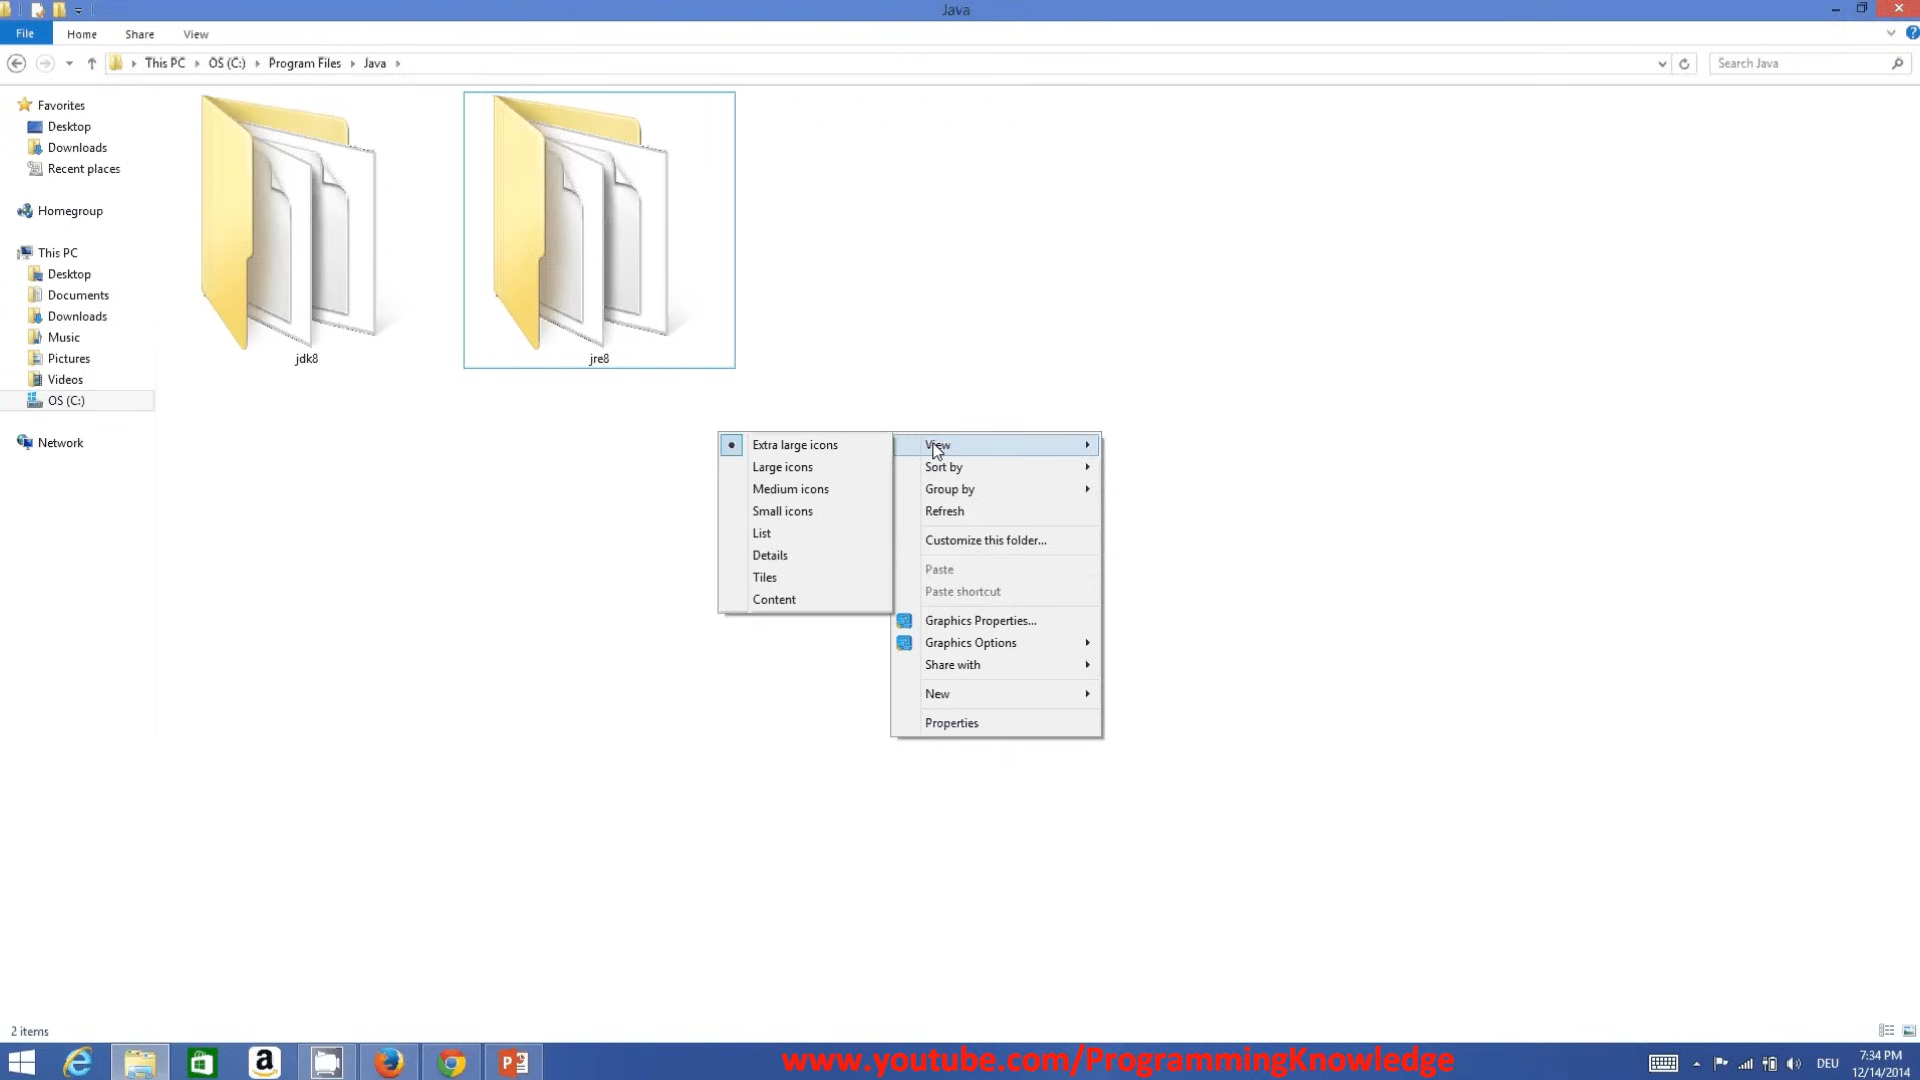 Java
File Home Share View
This PC OS (C:) Program Files Java
Search Java
Favorites
Desktop
Downloads
Recent places
Homegroup
This PC
Desktop
Documents
Downloads
Music
Pictures
Videos
OS (C:)
Network
jdk8
jre8
Extra large icons
Large icons
Medium icons
Small icons
List
Details
Tiles
Content
View
Sort by
Group by
Refresh
Customize this folder...
Paste
Paste shortcut
Graphics Properties...
Graphics Options
Share with
New
Properties
2 items
www.youtube.com/ProgrammingKnowledge
DEU
7:34 PM
12/14/2014